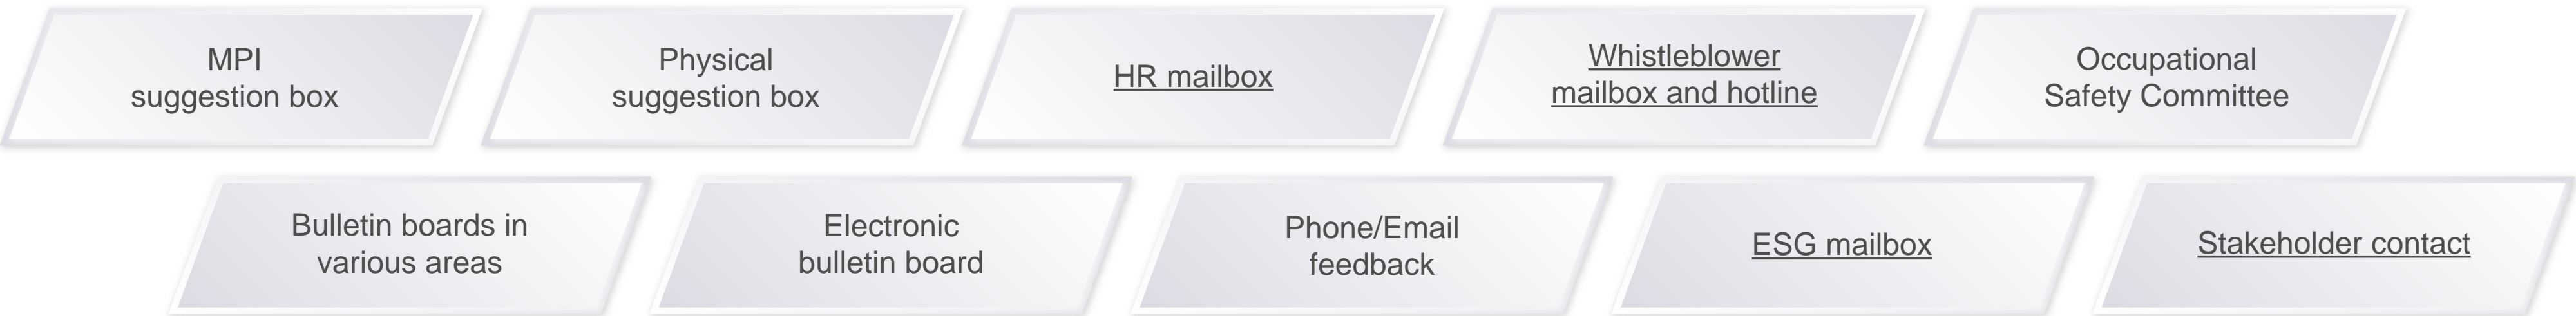 MPI
suggestion box
Physical
suggestion box
HR mailbox
Whistleblower
mailbox and hotline
Occupational
Safety Committee
Bulletin boards in
various areas
Electronic
bulletin board
Phone/Email
feedback
ESG mailbox
Stakeholder contact